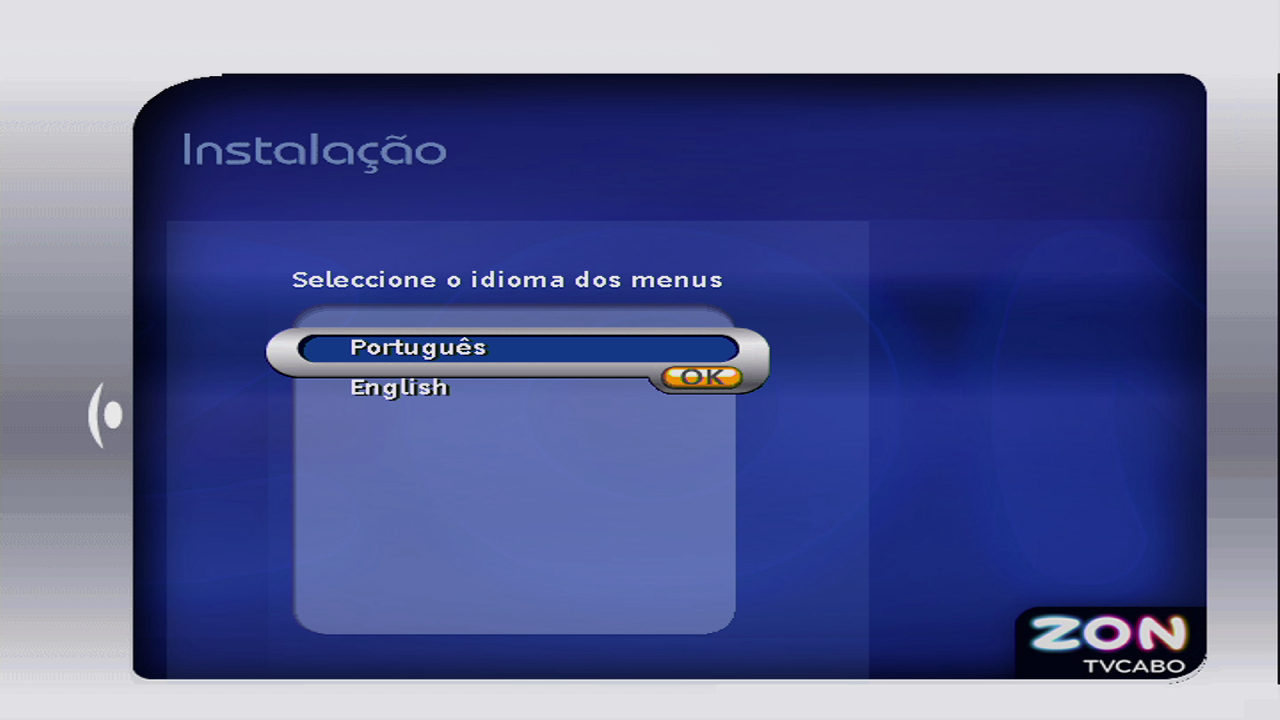 Instalação
Seleccione o idioma dos menus
Português
OK
English
ZON
TVCABO